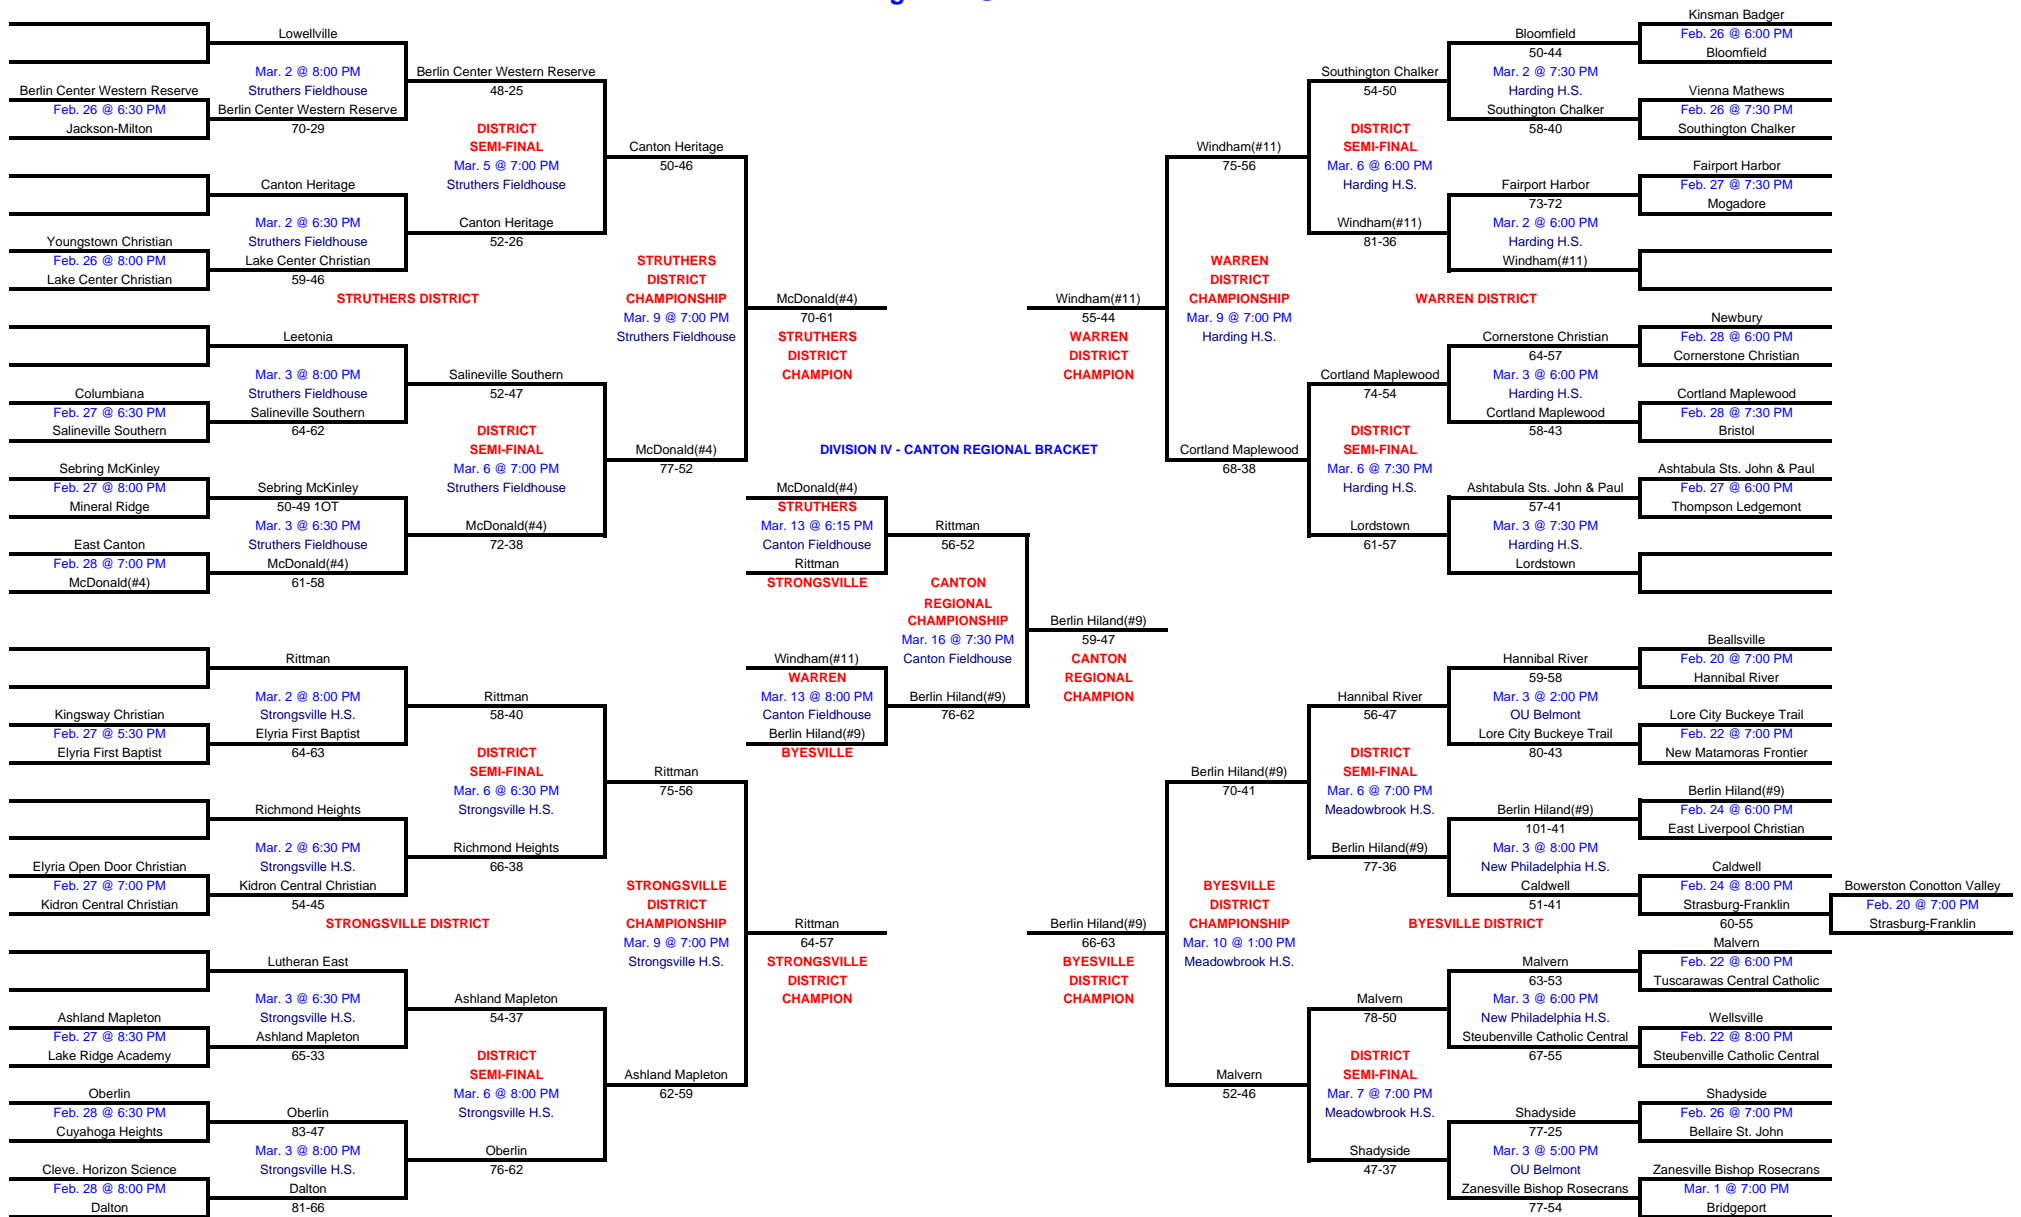 Lowellville
Mar. 2 @ 8:00 PM
Struthers Fieldhouse
Berlin Center Western Reserve
Feb. 26 @ 6:30 PM
Jackson-Milton
Berlin Center Western Reserve
70-29
Berlin Center Western Reserve
48-25
DISTRICT
SEMI-FINAL
Mar. 5 @ 7:00 PM
Struthers Fieldhouse
Canton Heritage
Mar. 2 @ 6:30 PM
Struthers Fieldhouse
Youngstown Christian
Feb. 26 @ 8:00 PM
Lake Center Christian
Lake Center Christian
59-46
Canton Heritage
52-26
Canton Heritage
50-46
STRUTHERS DISTRICT
STRUTHERS
DISTRICT
CHAMPIONSHIP
Mar. 9 @ 7:00 PM
Struthers Fieldhouse
McDonald(#4)
70-61
STRUTHERS
DISTRICT
CHAMPION
Leetonia
Mar. 3 @ 8:00 PM
Struthers Fieldhouse
Columbiana
Feb. 27 @ 6:30 PM
Salineville Southern
Salineville Southern
64-62
Salineville Southern
52-47
DISTRICT
SEMI-FINAL
Mar. 6 @ 7:00 PM
Struthers Fieldhouse
McDonald(#4)
77-52
Sebring McKinley
Feb. 27 @ 8:00 PM
Mineral Ridge
Sebring McKinley
50-49 1OT
Mar. 3 @ 6:30 PM
Struthers Fieldhouse
East Canton
Feb. 28 @ 7:00 PM
McDonald(#4)
McDonald(#4)
61-58
McDonald(#4)
72-38
Rittman
Mar. 2 @ 8:00 PM
Strongsville H.S.
Kingsway Christian
Feb. 27 @ 5:30 PM
Elyria First Baptist
Elyria First Baptist
64-63
Rittman
58-40
DISTRICT
SEMI-FINAL
Mar. 6 @ 6:30 PM
Strongsville H.S.
Rittman
75-56
Richmond Heights
Mar. 2 @ 6:30 PM
Strongsville H.S.
Elyria Open Door Christian
Feb. 27 @ 7:00 PM
Kidron Central Christian
Kidron Central Christian
54-45
Richmond Heights
66-38
STRONGSVILLE DISTRICT
STRONGSVILLE
DISTRICT
CHAMPIONSHIP
Mar. 9 @ 7:00 PM
Strongsville H.S.
Rittman
64-57
STRONGSVILLE
DISTRICT
CHAMPION
Lutheran East
Mar. 3 @ 6:30 PM
Strongsville H.S.
Ashland Mapleton
Feb. 27 @ 8:30 PM
Lake Ridge Academy
Ashland Mapleton
65-33
Ashland Mapleton
54-37
DISTRICT
SEMI-FINAL
Mar. 6 @ 8:00 PM
Strongsville H.S.
Ashland Mapleton
62-59
Oberlin
Feb. 28 @ 6:30 PM
Cuyahoga Heights
Oberlin
83-47
Mar. 3 @ 8:00 PM
Strongsville H.S.
Cleve. Horizon Science
Feb. 28 @ 8:00 PM
Dalton
Dalton
81-66
Oberlin
76-62
DIVISION IV - CANTON REGIONAL BRACKET
McDonald(#4)
STRUTHERS
Mar. 13 @ 6:15 PM
Canton Fieldhouse
Rittman
STRONGSVILLE
Rittman
56-52
CANTON
REGIONAL
CHAMPIONSHIP
Mar. 16 @ 7:30 PM
Canton Fieldhouse
Berlin Hiland(#9)
59-47
CANTON
REGIONAL
CHAMPION
Windham(#11)
WARREN
Mar. 13 @ 8:00 PM
Canton Fieldhouse
Berlin Hiland(#9)
BYESVILLE
Berlin Hiland(#9)
76-62
Kinsman Badger
Feb. 26 @ 6:00 PM
Bloomfield
Bloomfield
50-44
Mar. 2 @ 7:30 PM
Harding H.S.
Vienna Mathews
Feb. 26 @ 7:30 PM
Southington Chalker
Southington Chalker
58-40
Southington Chalker
54-50
DISTRICT
SEMI-FINAL
Mar. 6 @ 6:00 PM
Harding H.S.
Windham(#11)
75-56
Fairport Harbor
Feb. 27 @ 7:30 PM
Mogadore
Fairport Harbor
73-72
Mar. 2 @ 6:00 PM
Harding H.S.
Windham(#11)
Windham(#11)
81-36
WARREN DISTRICT
WARREN
DISTRICT
CHAMPIONSHIP
Mar. 9 @ 7:00 PM
Harding H.S.
Windham(#11)
55-44
WARREN
DISTRICT
CHAMPION
Newbury
Feb. 28 @ 6:00 PM
Cornerstone Christian
Cornerstone Christian
64-57
Mar. 3 @ 6:00 PM
Harding H.S.
Cortland Maplewood
Feb. 28 @ 7:30 PM
Bristol
Cortland Maplewood
58-43
Cortland Maplewood
74-54
DISTRICT
SEMI-FINAL
Mar. 6 @ 7:30 PM
Harding H.S.
Cortland Maplewood
68-38
Ashtabula Sts. John & Paul
Feb. 27 @ 6:00 PM
Thompson Ledgemont
Ashtabula Sts. John & Paul
57-41
Mar. 3 @ 7:30 PM
Harding H.S.
Lordstown
Lordstown
61-57
Beallsville
Feb. 20 @ 7:00 PM
Hannibal River
Hannibal River
59-58
Mar. 3 @ 2:00 PM
OU Belmont
Lore City Buckeye Trail
Feb. 22 @ 7:00 PM
New Matamoras Frontier
Lore City Buckeye Trail
80-43
Hannibal River
56-47
DISTRICT
SEMI-FINAL
Mar. 6 @ 7:00 PM
Meadowbrook H.S.
Berlin Hiland(#9)
70-41
Berlin Hiland(#9)
Feb. 24 @ 6:00 PM
East Liverpool Christian
Berlin Hiland(#9)
101-41
Mar. 3 @ 8:00 PM
New Philadelphia H.S.
Caldwell
Feb. 24 @ 8:00 PM
Strasburg-Franklin
60-55
Bowerston Conotton Valley
Feb. 20 @ 7:00 PM
Strasburg-Franklin
Caldwell
51-41
Berlin Hiland(#9)
77-36
BYESVILLE DISTRICT
BYESVILLE
DISTRICT
CHAMPIONSHIP
Mar. 10 @ 1:00 PM
Meadowbrook H.S.
Berlin Hiland(#9)
66-63
BYESVILLE
DISTRICT
CHAMPION
Malvern
Feb. 22 @ 6:00 PM
Tuscarawas Central Catholic
Malvern
63-53
Mar. 3 @ 6:00 PM
New Philadelphia H.S.
Wellsville
Feb. 22 @ 8:00 PM
Steubenville Catholic Central
Steubenville Catholic Central
67-55
Malvern
78-50
DISTRICT
SEMI-FINAL
Mar. 7 @ 7:00 PM
Meadowbrook H.S.
Malvern
52-46
Shadyside
Feb. 26 @ 7:00 PM
Bellaire St. John
Shadyside
77-25
Mar. 3 @ 5:00 PM
OU Belmont
Zanesville Bishop Rosecrans
Mar. 1 @ 7:00 PM
Bridgeport
Zanesville Bishop Rosecrans
77-54
Shadyside
47-37